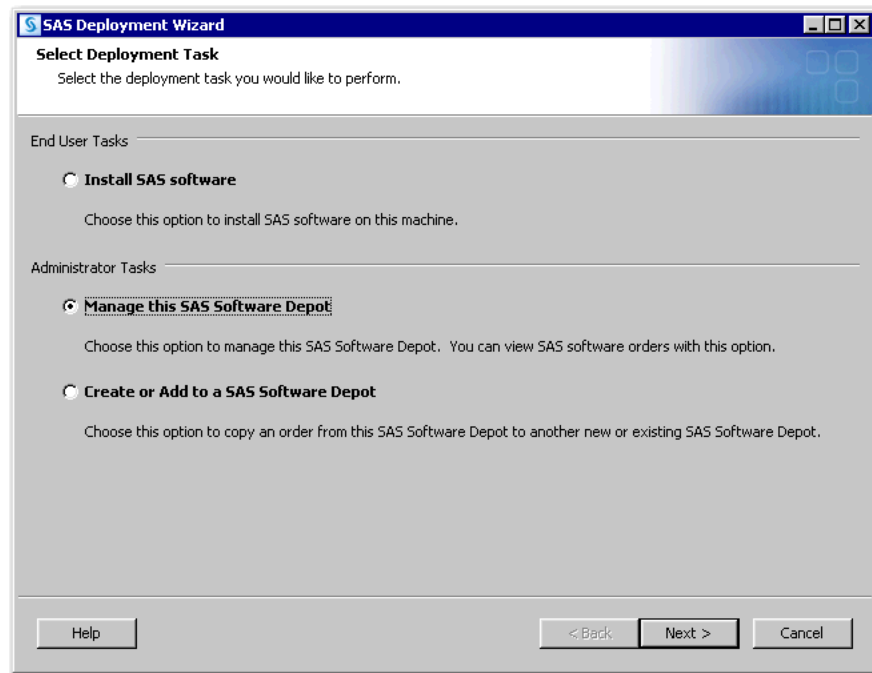 SAS Deployment Wizard
Select Deployment Task
Select the deployment task you would like to perform.
End User Tasks
Install SAS software
Choose this option to install SAS software on this machine.
Administrator Tasks
Manage this SAS Software Depot
Choose this option to manage this SAS Software Depot. You can view SAS software orders with this option.
Create or Add to a SAS Software Depot
Choose this option to copy an order from this SAS Software Depot to another new or existing SAS Software Depot.
Help < Back Next > Cancel